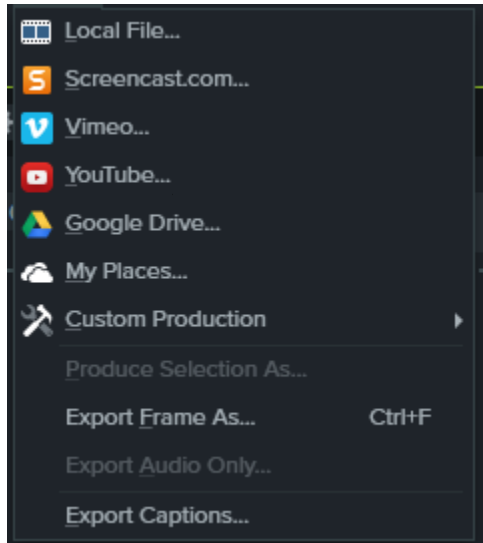 Local File...
Screencast.com...
Vimeo...
YouTube...
Google Drive...
My Places...
Custom Production
Produce Selection As...
Export Frame As... Ctrl+F
Export Audio Only...
Export Captions...